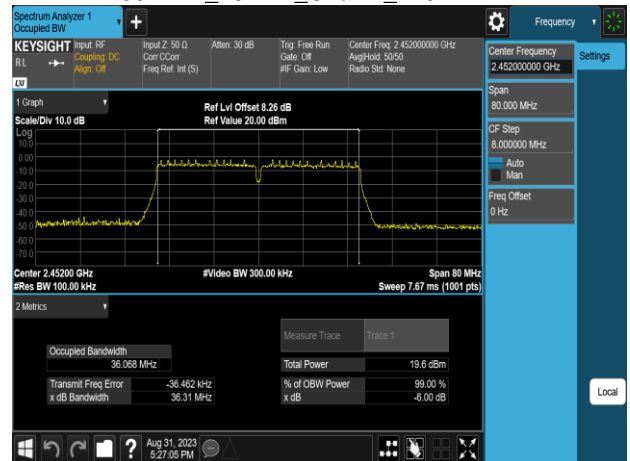 Spectrum Analyzer 1
Occupied BW
Frequency
KEYSIGHT
RL
LXI
Input: RF
Coupling: DC
Align: Off
Input Z: 50 Ω
Corr CCorr
Freq Ref: Int (S)
Atten: 30 dB
Trig: Free Run
Gate: Off
#IF Gain: Low
Center Freq: 2.452000000 GHz
Avg|Hold: 50/50
Radio Std: None
Center Frequency
2.452000000 GHz
Settings
Span
80.000 MHz
CF Step
8.000000 MHz
Auto
Man
Freq Offset
0 Hz
1 Graph
Scale/Div 10.0 dB
Ref Lvl Offset 8.26 dB
Ref Value 20.00 dBm
Log
10.0
0.00
-10.0
-20.0
-30.0
-40.0
-50.0
-60.0
-70.0
Center 2.45200 GHz
#Res BW 100.00 kHz
#Video BW 300.00 kHz
Span 80 MHz
Sweep 7.67 ms (1001 pts)
2 Metrics
Measure Trace
Trace 1
Occupied Bandwidth
36.068 MHz
Total Power
19.6 dBm
Transmit Freq Error
-36.462 kHz
% of OBW Power
99.00 %
x dB Bandwidth
36.31 MHz
x dB
-6.00 dB
Local
?
Aug 31, 2023
5:27:05 PM